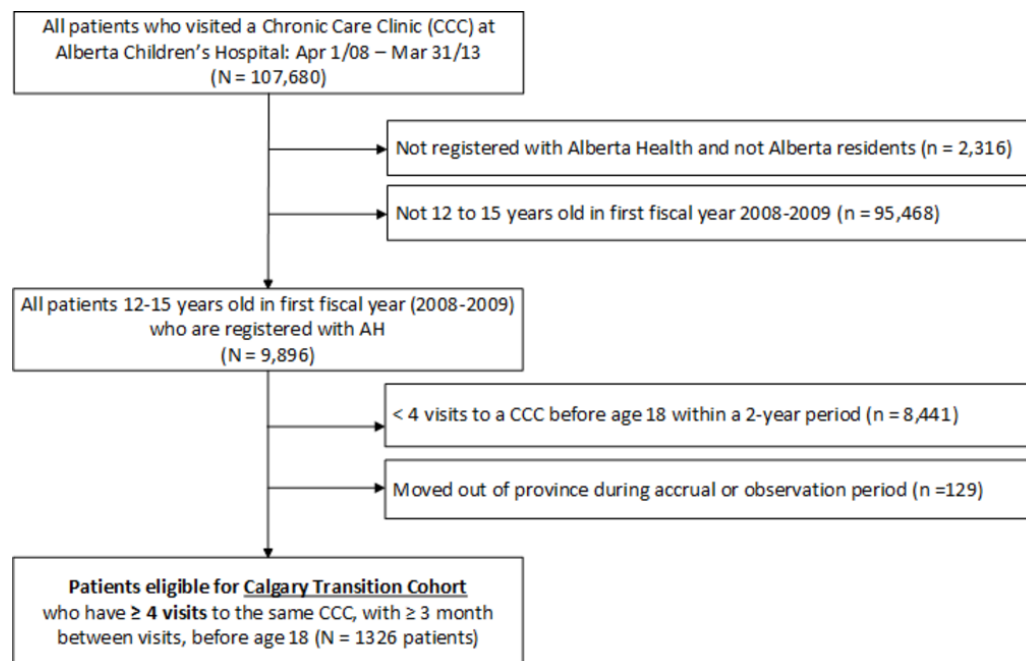 All patients who visited a Chronic Care Clinic (CCC) at
Alberta Children's Hospital: Apr 1/08 – Mar 31/13
(N = 107,680)
Not registered with Alberta Health and not Alberta residents (n = 2,316)
Not 12 to 15 years old in first fiscal year 2008-2009 (n = 95,468)
All patients 12-15 years old in first fiscal year (2008-2009)
who are registered with AH
(N = 9,896)
< 4 visits to a CCC before age 18 within a 2-year period (n = 8,441)
Moved out of province during accrual or observation period (n =129)
Patients eligible for Calgary Transition Cohort
who have ≥ 4 visits to the same CCC, with ≥ 3 month
between visits, before age 18 (N = 1326 patients)